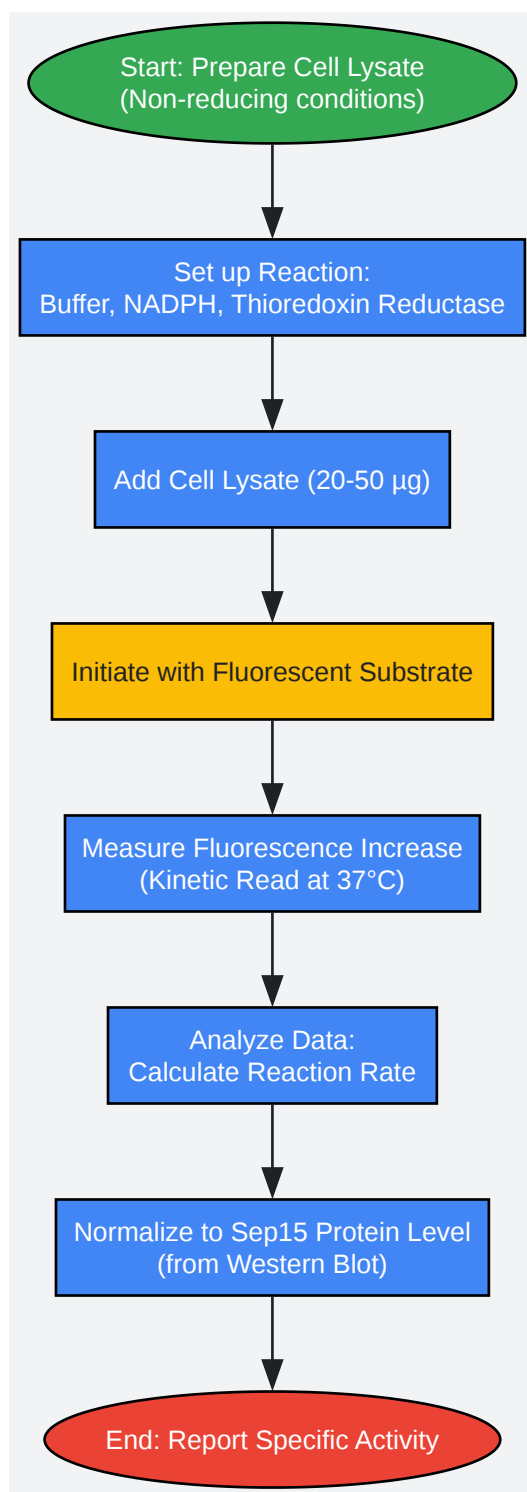 Start: Prepare Cell Lysate
(Non-reducing conditions)
Set up Reaction:
Buffer, NADPH, Thioredoxin Reductase
Add Cell Lysate (20-50 µg)
Initiate with Fluorescent Substrate
Measure Fluorescence Increase
(Kinetic Read at 37°C)
Analyze Data:
Calculate Reaction Rate
Normalize to Sep15 Protein Level
(from Western Blot)
End: Report Specific Activity